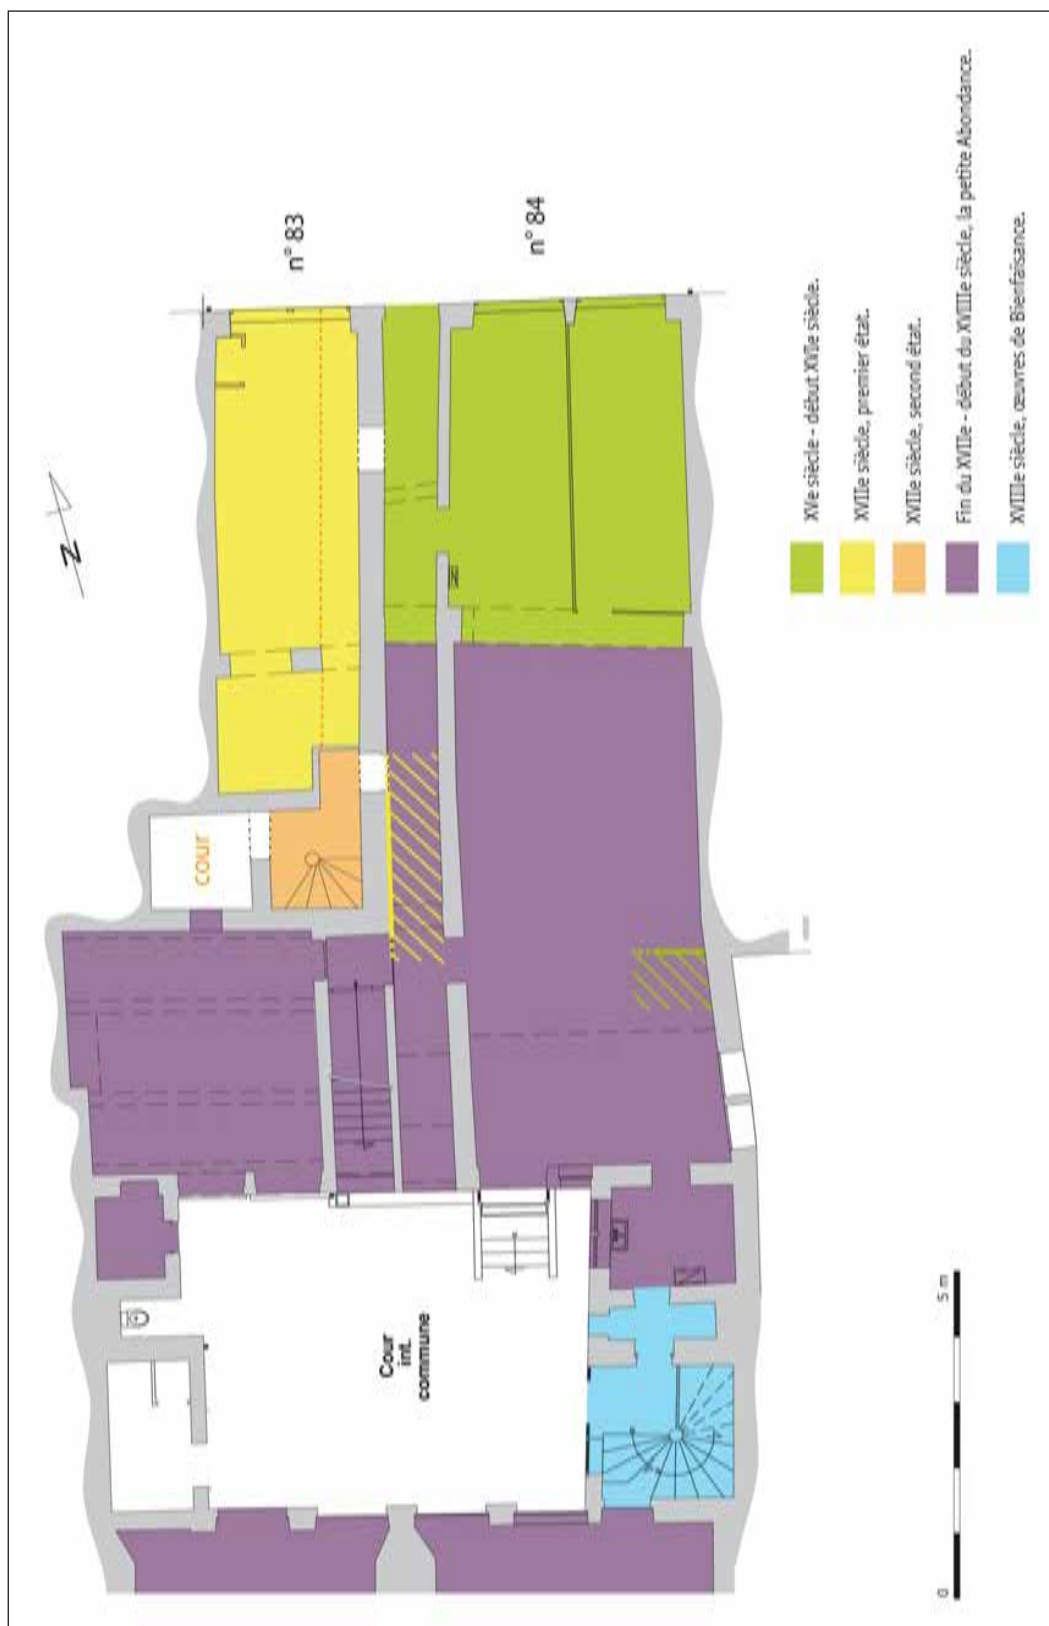 n° 83
n° 84
N
cour
Cour
int.
commune
XVe siècle - début XVIe siècle.
XVIIe siècle, premier état.
XVIIe siècle, second état.
Fin du XVIIe - début du XVIIIe siècle, la petite Abondance.
XVIIIe siècle, œuvres de Bienfaisance.
0
5 m